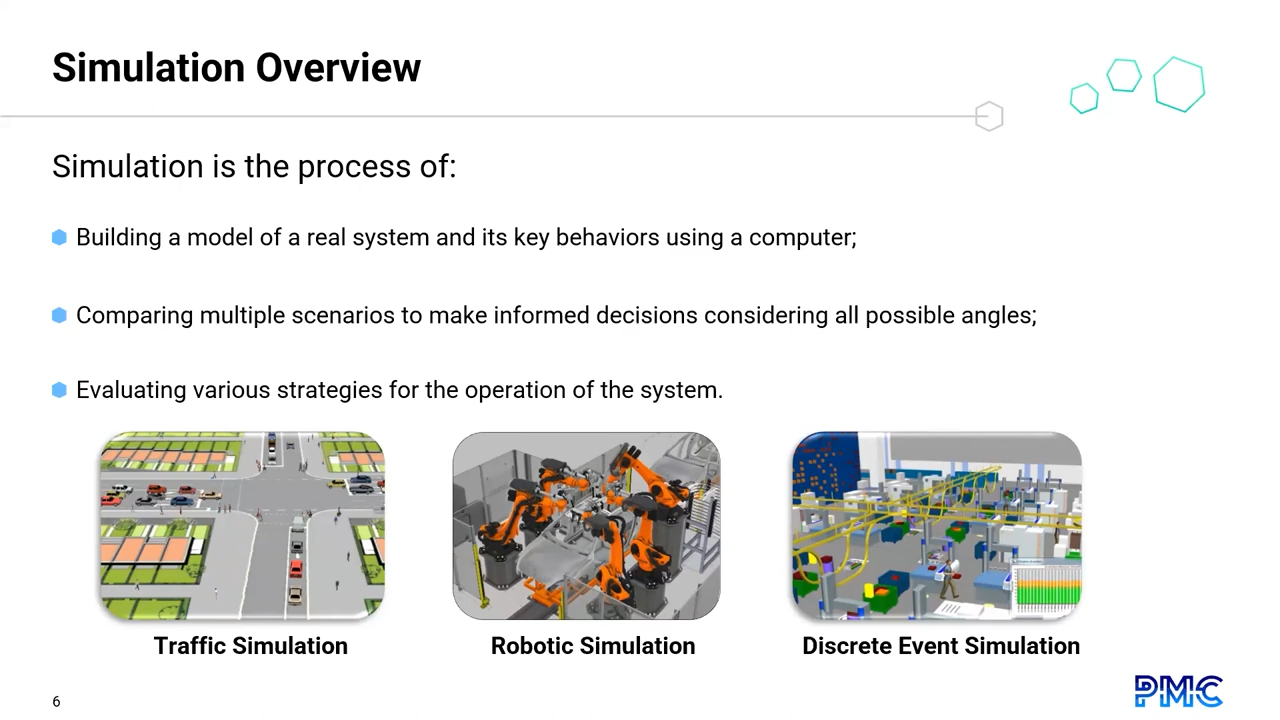 Simulation Overview
Simulation is the process of:
Building a model of a real system and its key behaviors using a computer;
Comparing multiple scenarios to make informed decisions considering all possible angles;
Evaluating various strategies for the operation of the system.
Traffic Simulation
Robotic Simulation
Discrete Event Simulation
6
PMC